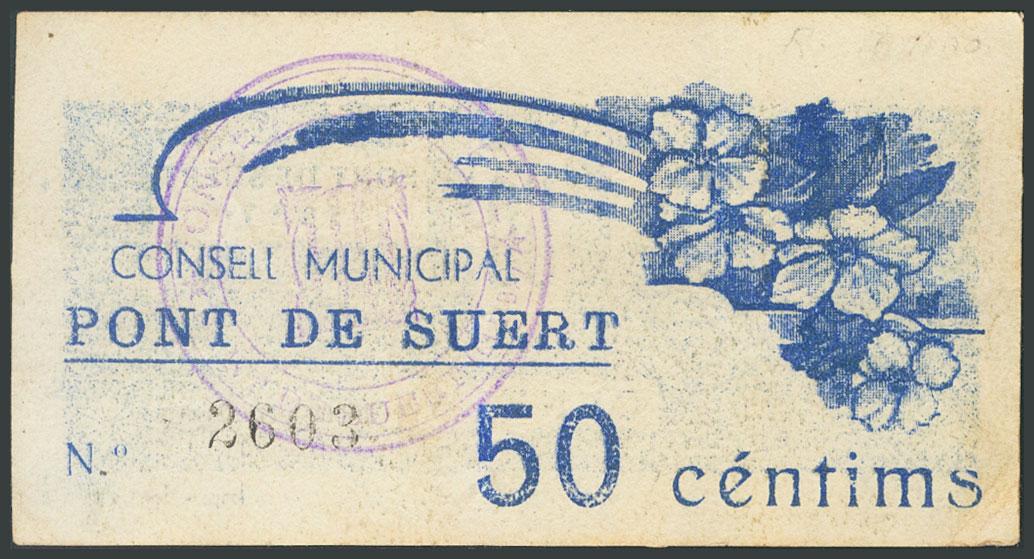 CONSELL MUNICIPAL
PONT DE SUERT
N.º 2603
50 céntims